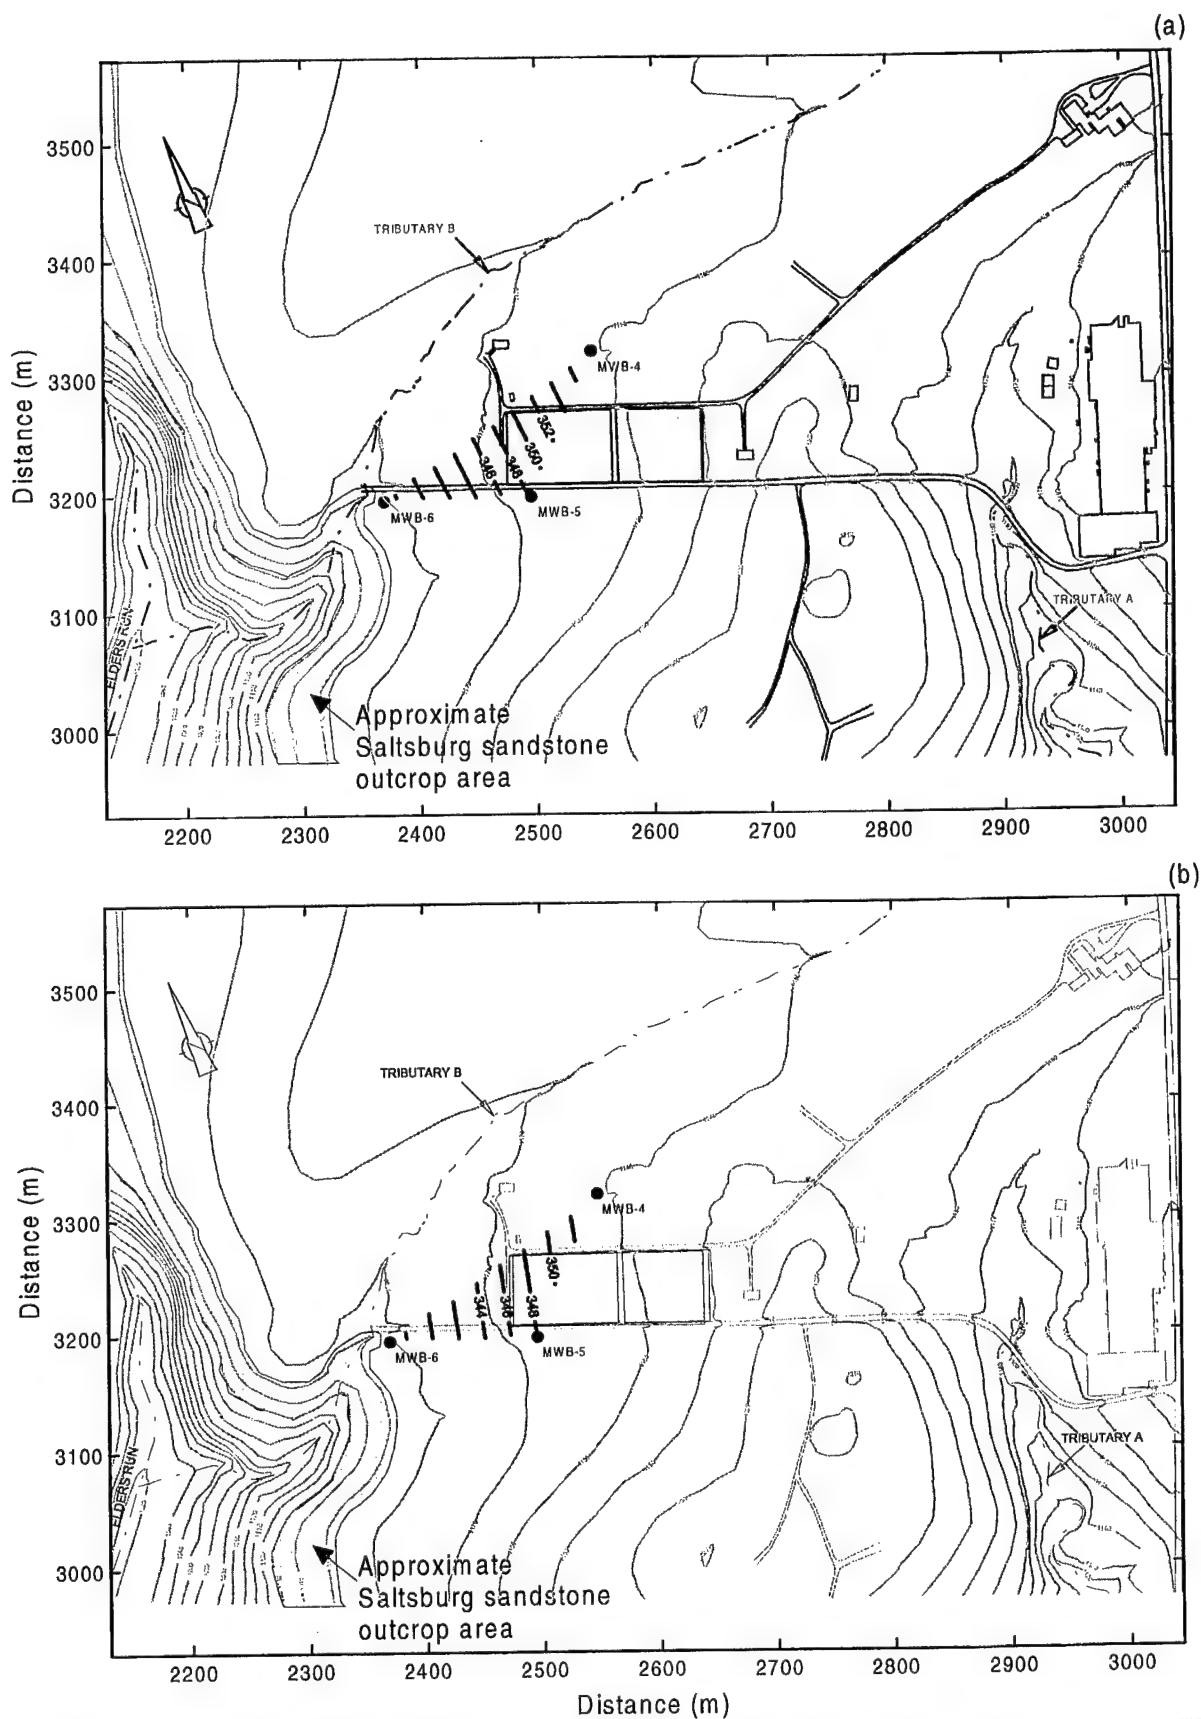 (a)
3500
3400
3300
3200
3100
3000
Distance (m)
TRIBUTARY B
MWB-4
352
350
348
346
MWB-6
MWB-5
TRIBUTARY A
ELDERS RUN
Approximate
Saltsburg sandstone
outcrop area
2200
2300
2400
2500
2600
2700
2800
2900
3000
(b)
3500
3400
3300
3200
3100
3000
Distance (m)
TRIBUTARY B
MWB-4
350
344
346
348
MWB-6
MWB-5
TRIBUTARY A
ELDERS RUN
Approximate
Saltsburg sandstone
outcrop area
2200
2300
2400
2500
2600
2700
2800
2900
3000
Distance (m)